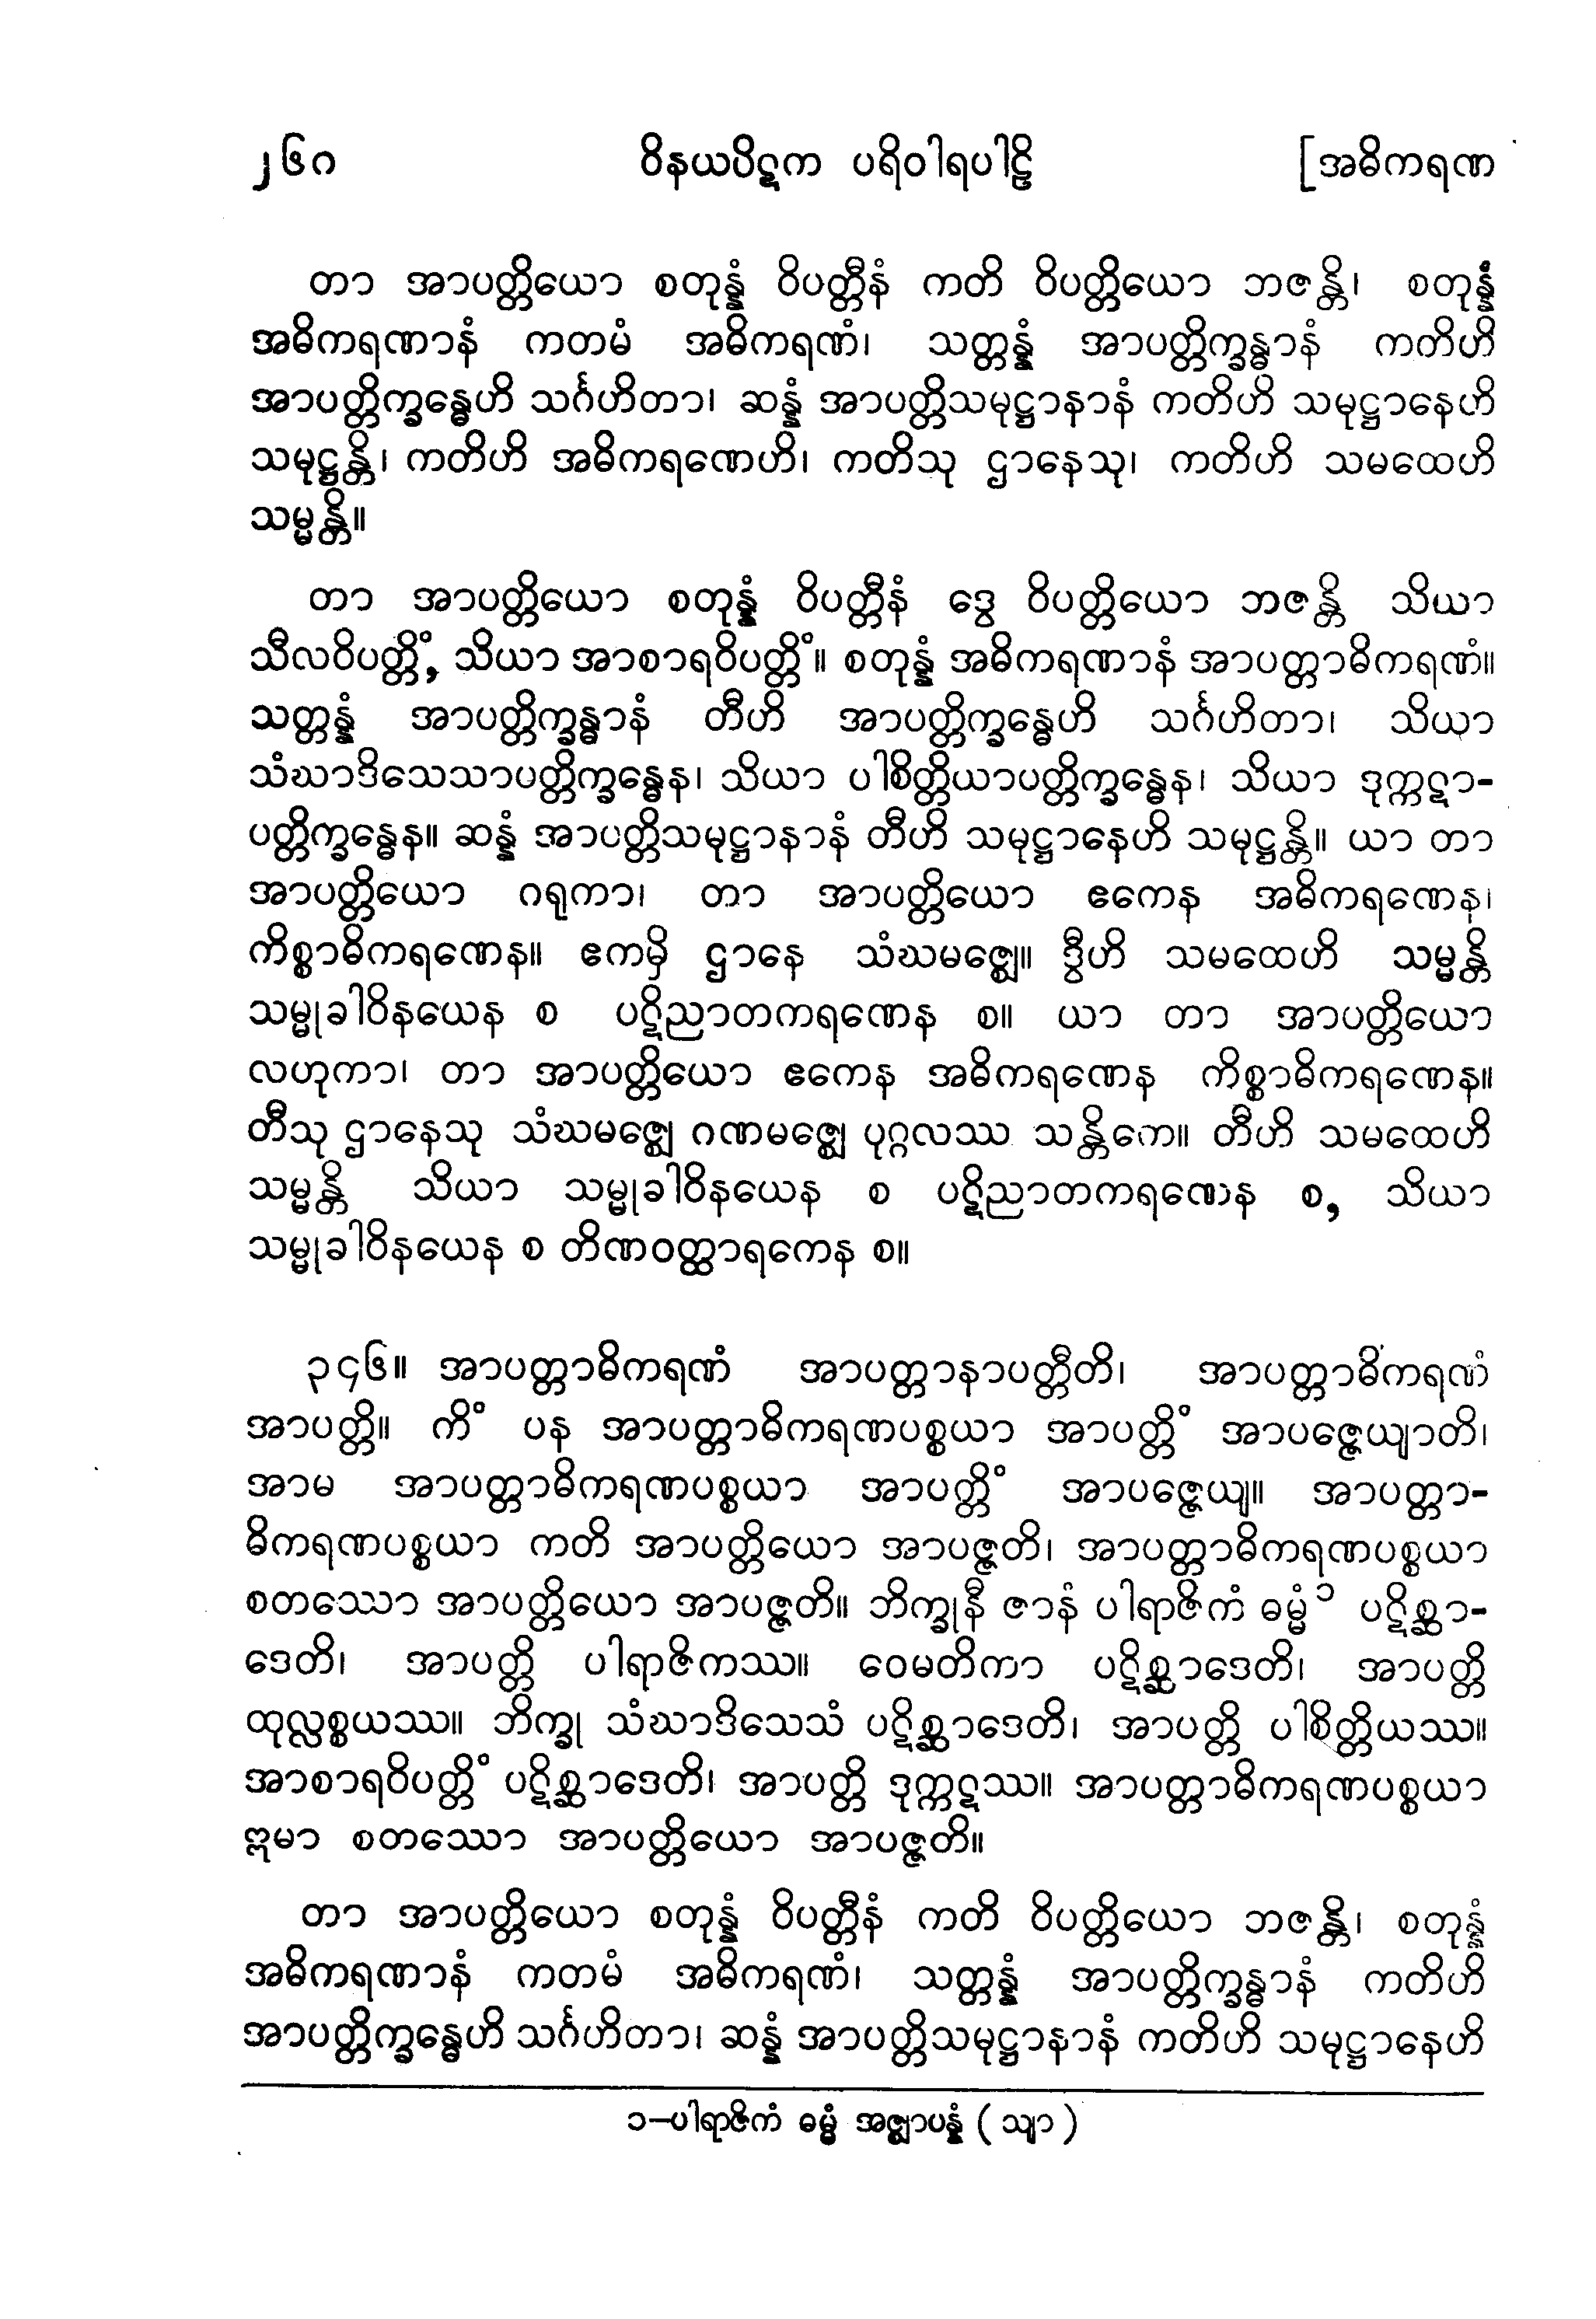 ၂၆၀ ဝိနယပိဋက ပရိဝါရပါဠိ [အဓိကရဏ
တာ အာပတ္တိယော စတုန္နံ ဝိပတ္တီနံ ကတိ ဝိပတ္တိယော ဘဇန္တိ၊ စတုန္နံ
အဓိကရဏာနံ ကတမံ အဓိကရဏံ၊ သတ္တန္နံ အာပတ္တိက္ခန္ဓာနံ ကတိဟိ
အာပတ္တိက္ခန္ဓေဟိ သင်္ဂဟိတာ၊ ဆန္နံ အာပတ္တိသမုဋ္ဌာနာနံ ကတိဟိ သမုဋ္ဌာနေဟိ
သမုဋ္ဌန္တိ၊ ကတိဟိ အဓိကရဏေဟိ၊ ကတိသု ဌာနေသု၊ ကတိဟိ သမထေဟိ
သမ္မန္တိ။
တာ အာပတ္တိယော စတုန္နံ ဝိပတ္တီနံ ဒွေ ဝိပတ္တိယော ဘဇန္တိ သိယာ
သီလဝိပတ္တိံ, သိယာ အာစာရဝိပတ္တိံ။ စတုန္နံ အဓိကရဏာနံ အာပတ္တာဓိကရဏံ။
သတ္တန္နံ အာပတ္တိက္ခန္ဓာနံ တီဟိ အာပတ္တိက္ခန္ဓေဟိ သင်္ဂဟိတာ၊ သိယာ
သံဃာဒိသေသာပတ္တိက္ခန္ဓေန၊ သိယာ ပါစိတ္တိယာပတ္တိက္ခန္ဓေန၊ သိယာ ဒုက္ကဋာ-
ပတ္တိက္ခန္ဓေန။ ဆန္နံ အာပတ္တိသမုဋ္ဌာနာနံ တီဟိ သမုဋ္ဌာနေဟိ သမုဋ္ဌန္တိ။ ယာ တာ
အာပတ္တိယော ဂရုကာ၊ တာ အာပတ္တိယော ဧကေန အဓိကရဏေန၊
ကိစ္စာဓိကရဏေန။ ဧကမှိ ဌာနေ သံဃမဇ္ဈေ။ ဒွီဟိ သမထေဟိ သမ္မန္တိ
သမ္မုခါဝိနယေန စ ပဋိညာတကရဏေန စ။ ယာ တာ အာပတ္တိယော
လဟုကာ၊ တာ အာပတ္တိယော ဧကေန အဓိကရဏေန ကိစ္စာဓိကရဏေန။
တီသု ဌာနေသု သံဃမဇ္ဈေ ဂဏမဇ္ဈေ ပုဂ္ဂလဿ သန္တိကေ။ တီဟိ သမထေဟိ
သမ္မန္တိ သိယာ သမ္မုခါဝိနယေန စ ပဋိညာတကရဏေန စ, သိယာ
သမ္မုခါဝိနယေန စ တိဏဝတ္ထာရကေန စ။
၃၄၆။ အာပတ္တာဓိကရဏံ အာပတ္တာနာပတ္တီတိ၊ အာပတ္တာဓိကရဏံ
အာပတ္တိ။ ကိံ ပန အာပတ္တာဓိကရဏပစ္စယာ အာပတ္တိံ အာပဇ္ဇေယျာတိ၊
အာမ အာပတ္တာဓိကရဏပစ္စယာ အာပတ္တိံ အာပဇ္ဇေယျ။ အာပတ္တာ-
ဓိကရဏပစ္စယာ ကတိ အာပတ္တိယော အာပဇ္ဇတိ၊ အာပတ္တာဓိကရဏပစ္စယာ
စတဿော အာပတ္တိယော အာပဇ္ဇတိ။ ဘိက္ခုနီ ဇာနံ ပါရာဇိကံ ဓမ္မံ ၁ ပဋိစ္ဆာ-
ဒေတိ၊ အာပတ္တိ ပါရာဇိကဿ။ ဝေမတိကာ ပဋိစ္ဆာဒေတိ၊ အာပတ္တိ
ထုလ္လစ္စယဿ။ ဘိက္ခု သံဃာဒိသေသံ ပဋိစ္ဆာဒေတိ၊ အာပတ္တိ ပါစိတ္တိယဿ။
အာစာရဝိပတ္တိံ ပဋိစ္ဆာဒေတိ၊ အာပတ္တိ ဒုက္ကဋဿ။ အာပတ္တာဓိကရဏပစ္စယာ
ဣမာ စတဿော အာပတ္တိယော အာပဇ္ဇတိ။
တာ အာပတ္တိယော စတုန္နံ ဝိပတ္တီနံ ကတိ ဝိပတ္တိယော ဘဇန္တိ၊ စတုန္နံ
အဓိကရဏာနံ ကတမံ အဓိကရဏံ၊ သတ္တန္နံ အာပတ္တိက္ခန္ဓာနံ ကတိဟိ
အာပတ္တိက္ခန္ဓေဟိ သင်္ဂဟိတာ၊ ဆန္နံ အာပတ္တိသမုဋ္ဌာနာနံ ကတိဟိ သမုဋ္ဌာနေဟိ
၁-ပါရာဇိကံ ဓမ္မံ အဇ္ဈာပန္နံ (သျာ)